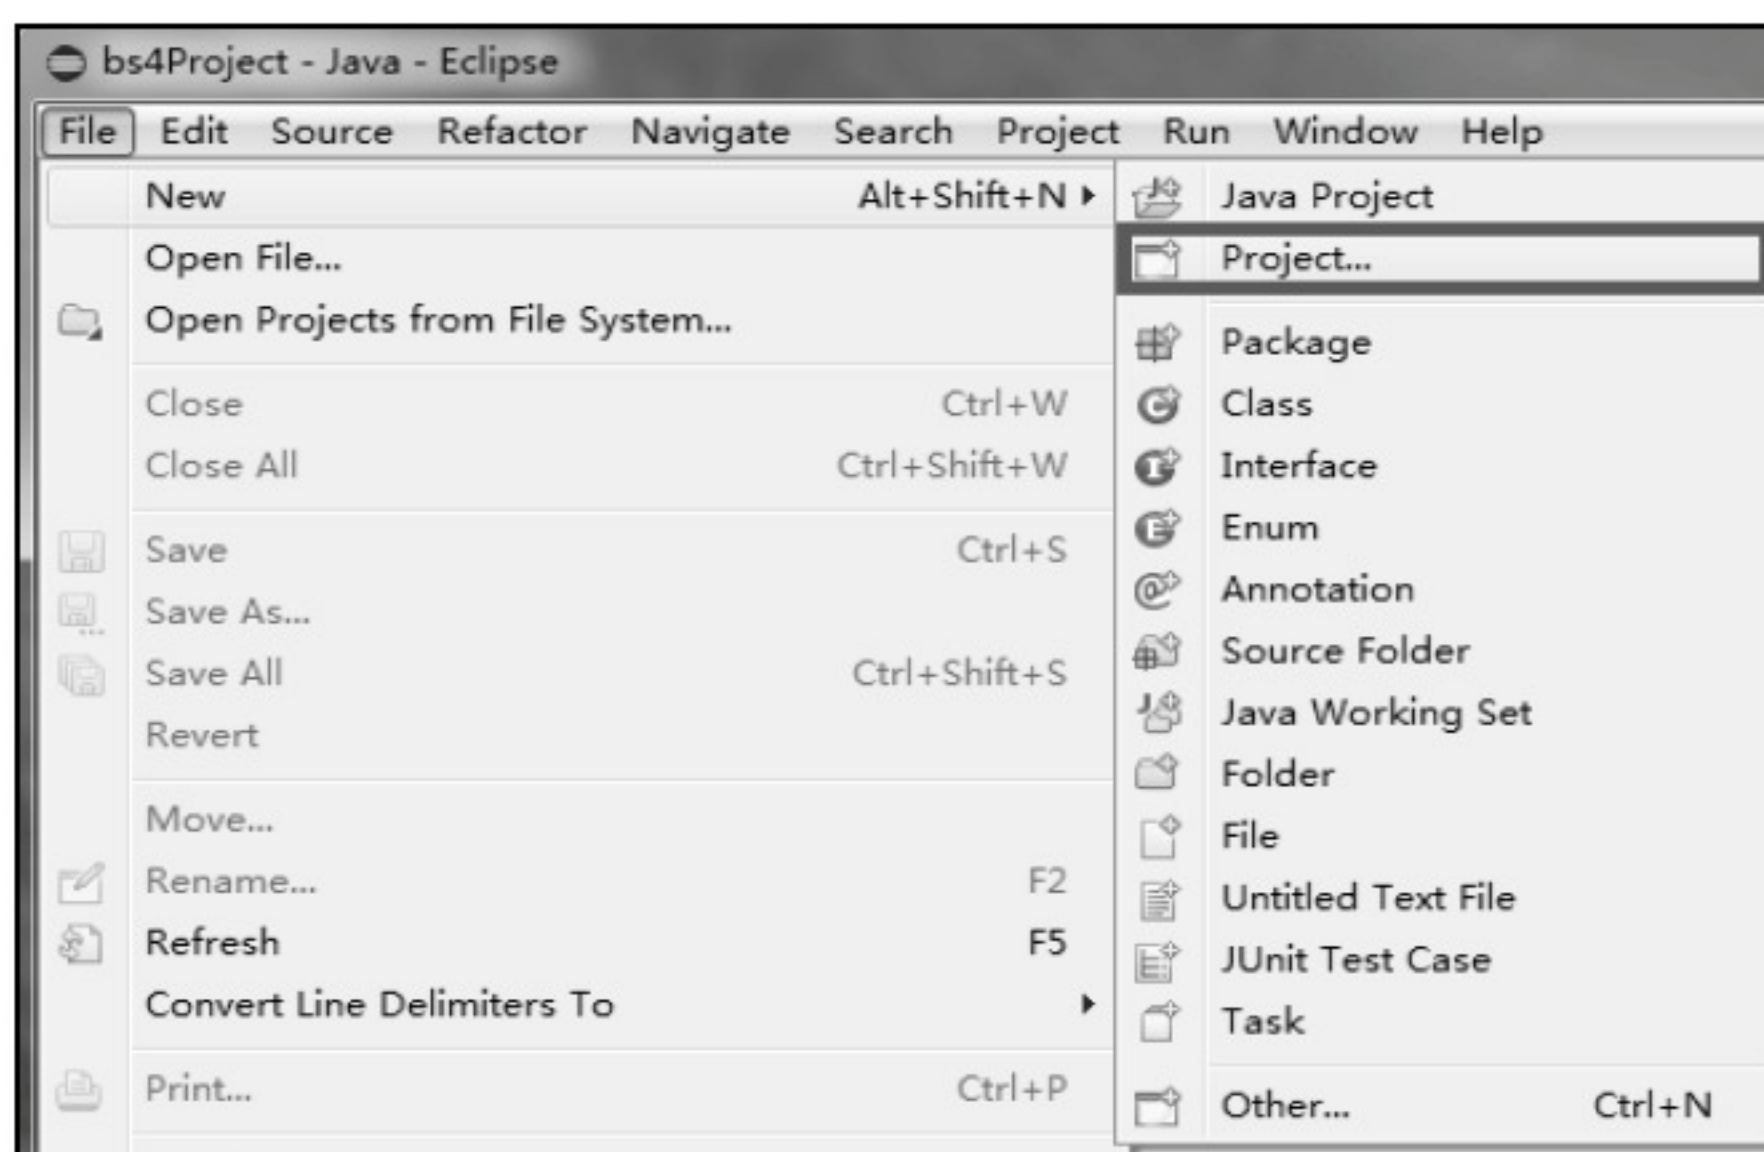 bs4Project - Java - Eclipse
File Edit Source Refactor Navigate Search Project Run Window Help
New Alt+Shift+N
Open File...
Open Projects from File System...
Close Ctrl+W
Close All Ctrl+Shift+W
Save Ctrl+S
Save As...
Save All Ctrl+Shift+S
Revert
Move...
Rename... F2
Refresh F5
Convert Line Delimiters To
Print... Ctrl+P
Java Project
Project...
Package
Class
Interface
Enum
Annotation
Source Folder
Java Working Set
Folder
File
Untitled Text File
JUnit Test Case
Task
Other... Ctrl+N